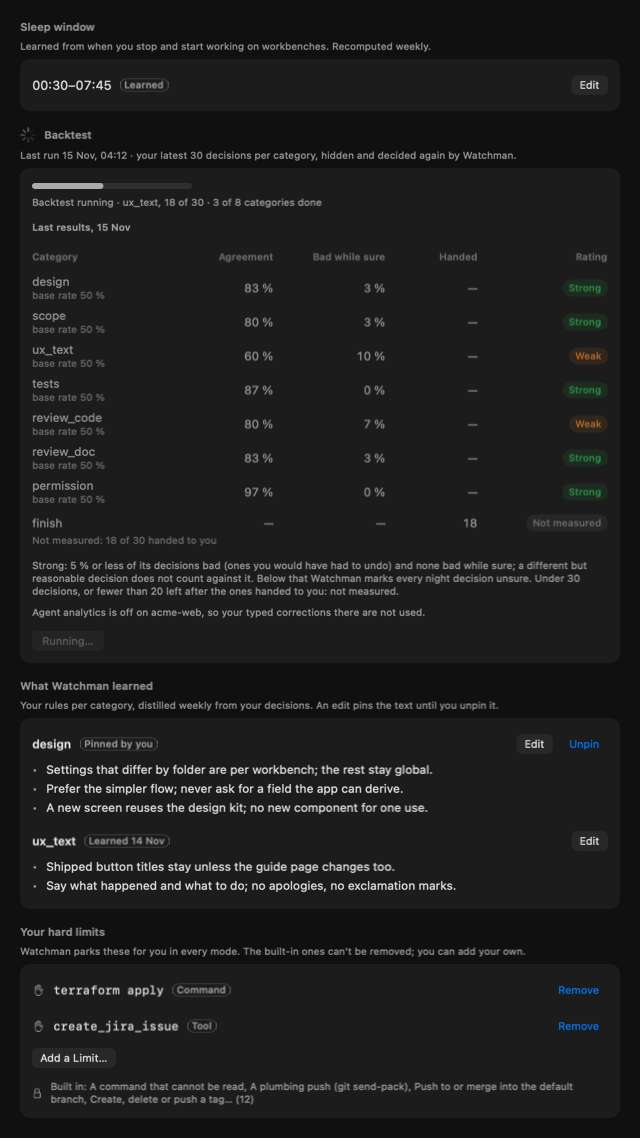 Sleep window
Learned from when you stop and start working on workbenches. Recomputed weekly.
00:30–07:45 Learned Edit
Backtest
Last run 15 Nov, 04:12 · your latest 30 decisions per category, hidden and decided again by Watchman.
Backtest running · ux_text, 18 of 30 · 3 of 8 categories done
Last results, 15 Nov
Category Agreement Bad while sure Handed Rating
design
base rate 50 %
83 % 3 % — Strong
scope
base rate 50 %
80 % 3 % — Strong
ux_text
base rate 50 %
60 % 10 % — Weak
tests
base rate 50 %
87 % 0 % — Strong
review_code
base rate 50 %
80 % 7 % — Weak
review_doc
base rate 50 %
83 % 3 % — Strong
permission
base rate 50 %
97 % 0 % — Strong
finish — — 18 Not measured
Not measured: 18 of 30 handed to you
Strong: 5 % or less of its decisions bad (ones you would have had to undo) and none bad while sure; a different but
reasonable decision does not count against it. Below that Watchman marks every night decision unsure. Under 30
decisions, or fewer than 20 left after the ones handed to you: not measured.
Agent analytics is off on acme-web, so your typed corrections there are not used.
Running...
What Watchman learned
Your rules per category, distilled weekly from your decisions. An edit pins the text until you unpin it.
design Pinned by you Edit Unpin
• Settings that differ by folder are per workbench; the rest stay global.
• Prefer the simpler flow; never ask for a field the app can derive.
• A new screen reuses the design kit; no new component for one use.
ux_text Learned 14 Nov Edit
• Shipped button titles stay unless the guide page changes too.
• Say what happened and what to do; no apologies, no exclamation marks.
Your hard limits
Watchman parks these for you in every mode. The built-in ones can't be removed; you can add your own.
terraform apply Command Remove
create_jira_issue Tool Remove
Add a Limit...
Built in: A command that cannot be read, A plumbing push (git send-pack), Push to or merge into the default
branch, Create, delete or push a tag... (12)